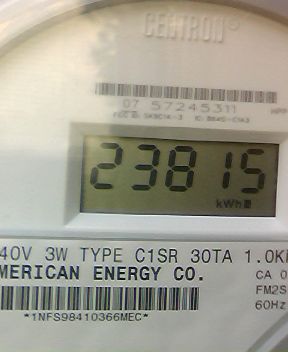 CENTRON®
07 57245311
23815
kWh
40V 3W TYPE C1SR 30TA 1.0K
MERICAN ENERGY CO.
CA 0
FM2S
60Hz
*1NFS98410366MEC*